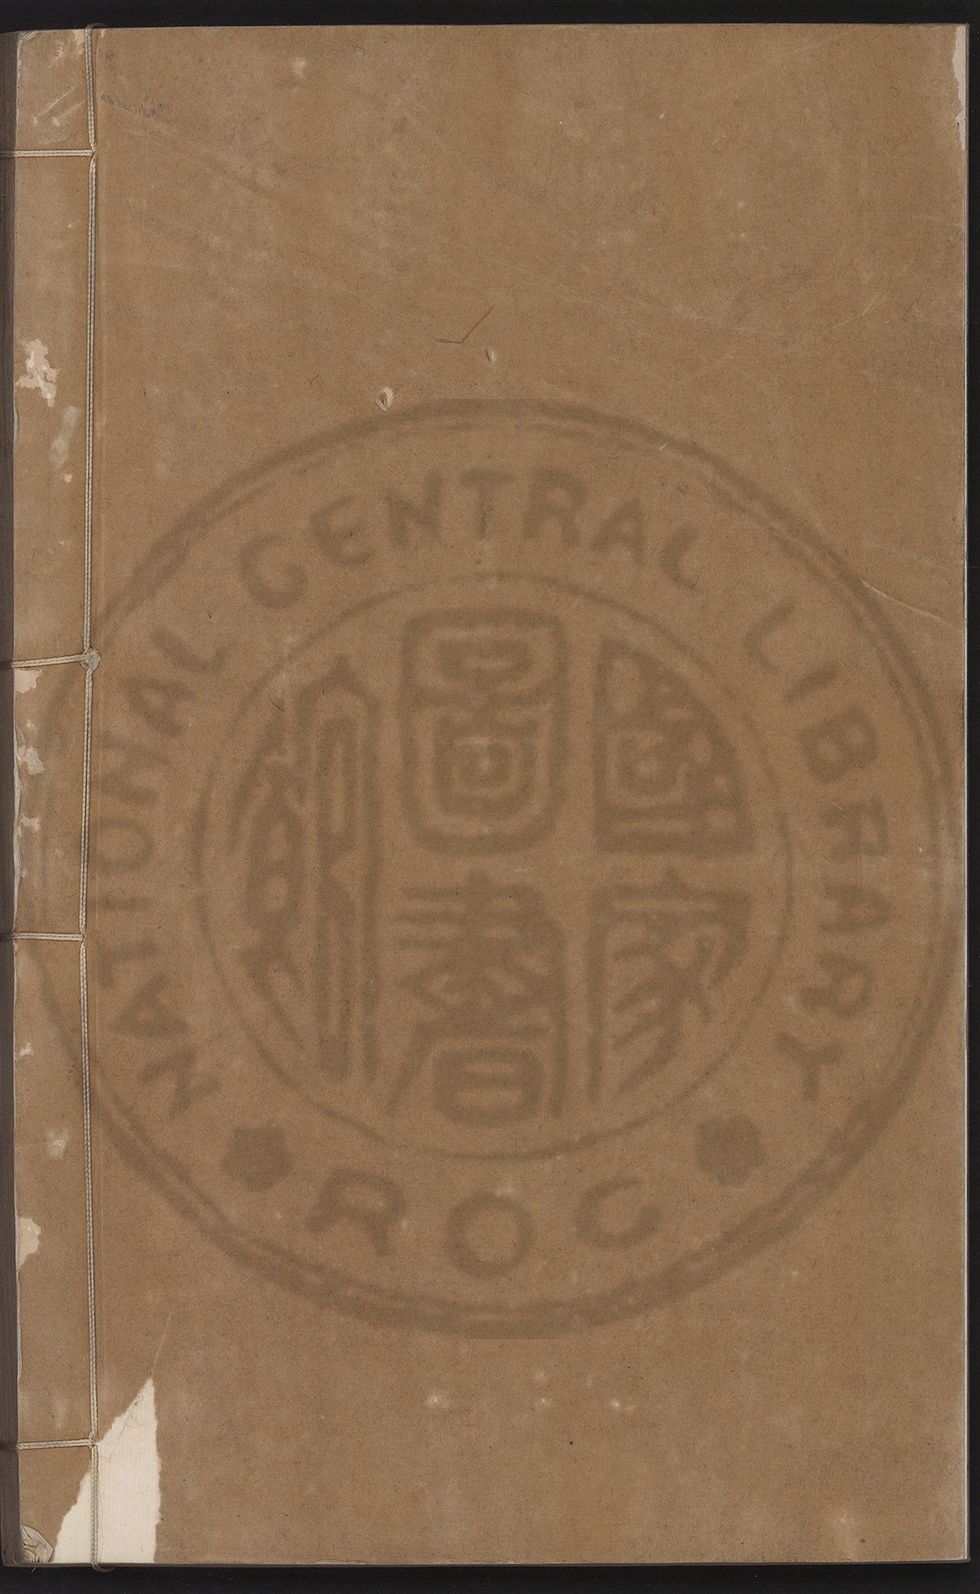 NATIONAL CENTRAL LIBRARY
ROC
國家
圖書
館